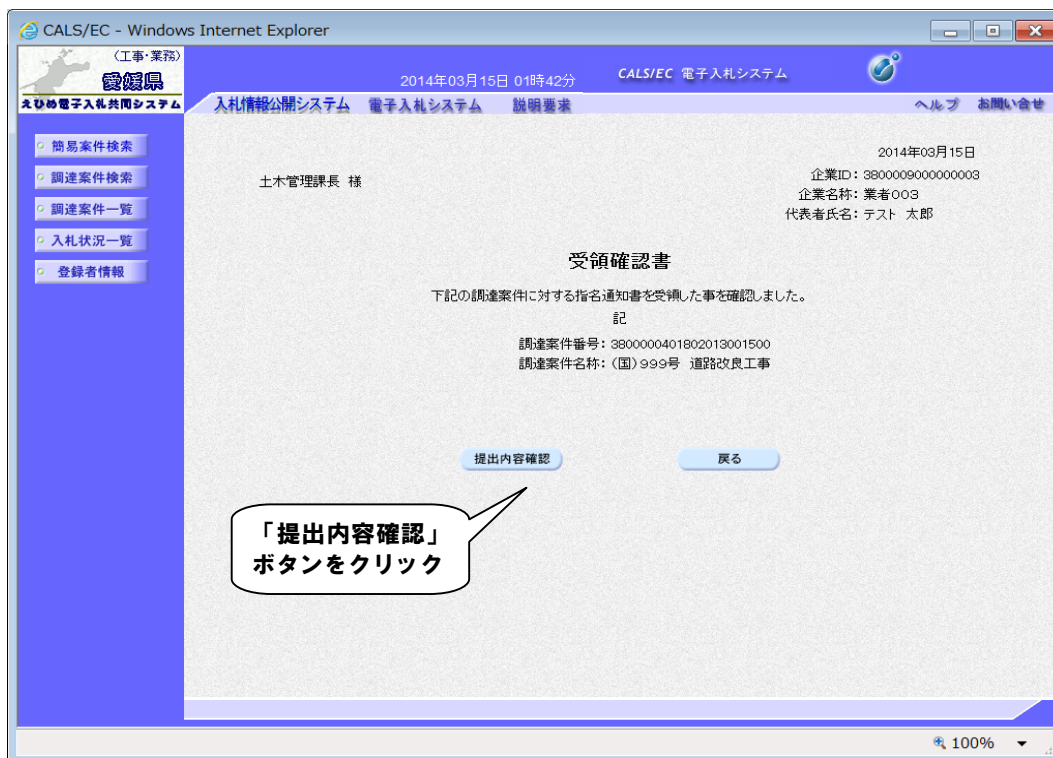 CALS/EC - Windows Internet Explorer
(工事・業務)
愛媛県
えひめ電子入札共同システム
2014年03月15日 01時42分
CALS/EC 電子入札システム
入札情報公開システム 電子入札システム 説明要求
ヘルプ お問い合せ
簡易案件検索
調達案件検索
調達案件一覧
入札状況一覧
登録者情報
2014年03月15日
土木管理課長 様
企業ID:3800009000000003
企業名称:業者003
代表者氏名:テスト 太郎
受領確認書
下記の調達案件に対する指名通知書を受領した事を確認しました。
記
調達案件番号:3800000401802013001500
調達案件名称:(国)999号 道路改良工事
提出内容確認
戻る
「提出内容確認」
ボタンをクリック
100%